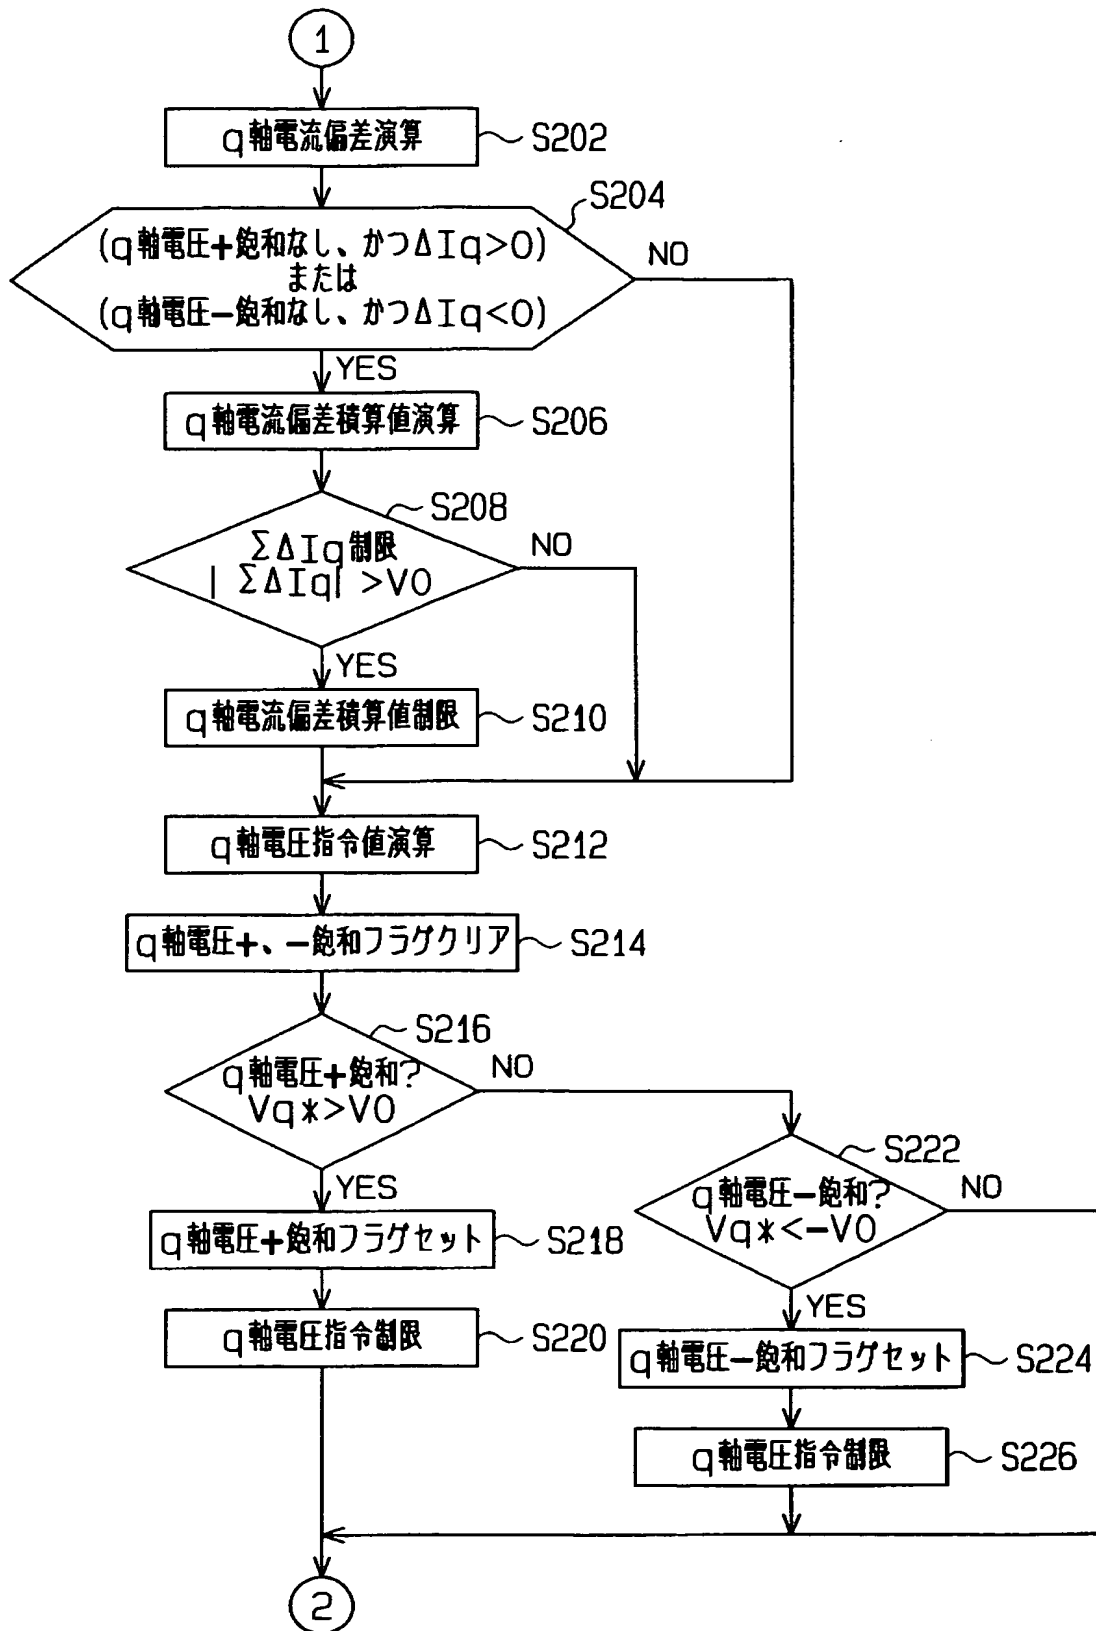 1
q軸電流偏差演算
S202
S204
(q軸電圧+飽和なし、かつΔIq>0)
または
(q軸電圧-飽和なし、かつΔIq<0)
NO
YES
q軸電流偏差積算値演算
S206
S208
ΣΔIq制限
| ΣΔIq| >V0
NO
YES
q軸電流偏差積算値制限
S210
q軸電圧指令値演算
S212
q軸電圧+、-飽和フラグクリア
S214
S216
q軸電圧+飽和?
Vq*>V0
NO
YES
S222
q軸電圧-飽和?
Vq*<-V0
NO
YES
q軸電圧+飽和フラグセット
S218
q軸電圧指令制限
S220
q軸電圧-飽和フラグセット
S224
q軸電圧指令制限
S226
2